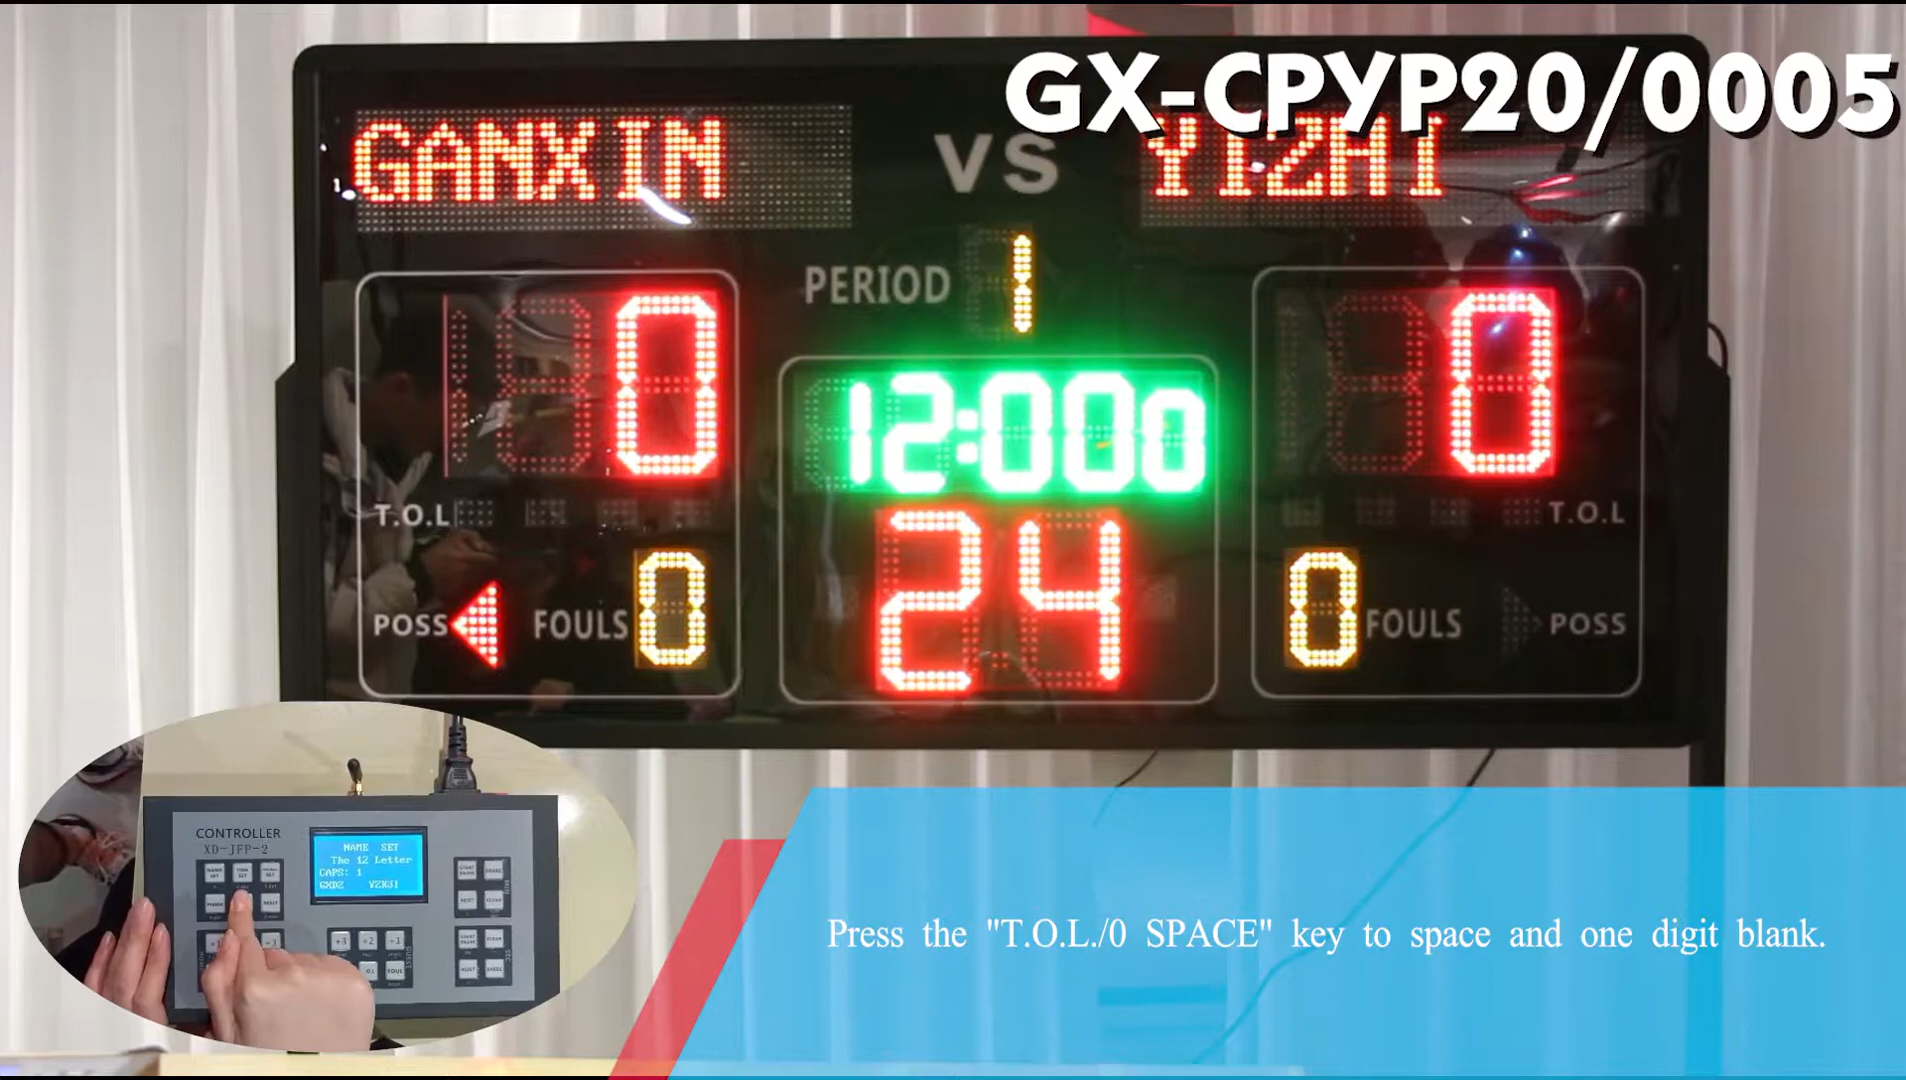 GX-CPYP20/0005
GANXIN
VS
YIZHI
PERIOD
1
0
12:000
0
T.O.L
T.O.L
24
POSS
FOULS
0
0
FOULS
POSS
CONTROLLER
XD-JFP-2
NAME SET
The 12 Letter
CAPS: 1
+3 +2 +1
FOUL
Press the "T.O.L./0 SPACE" key to space and one digit blank.